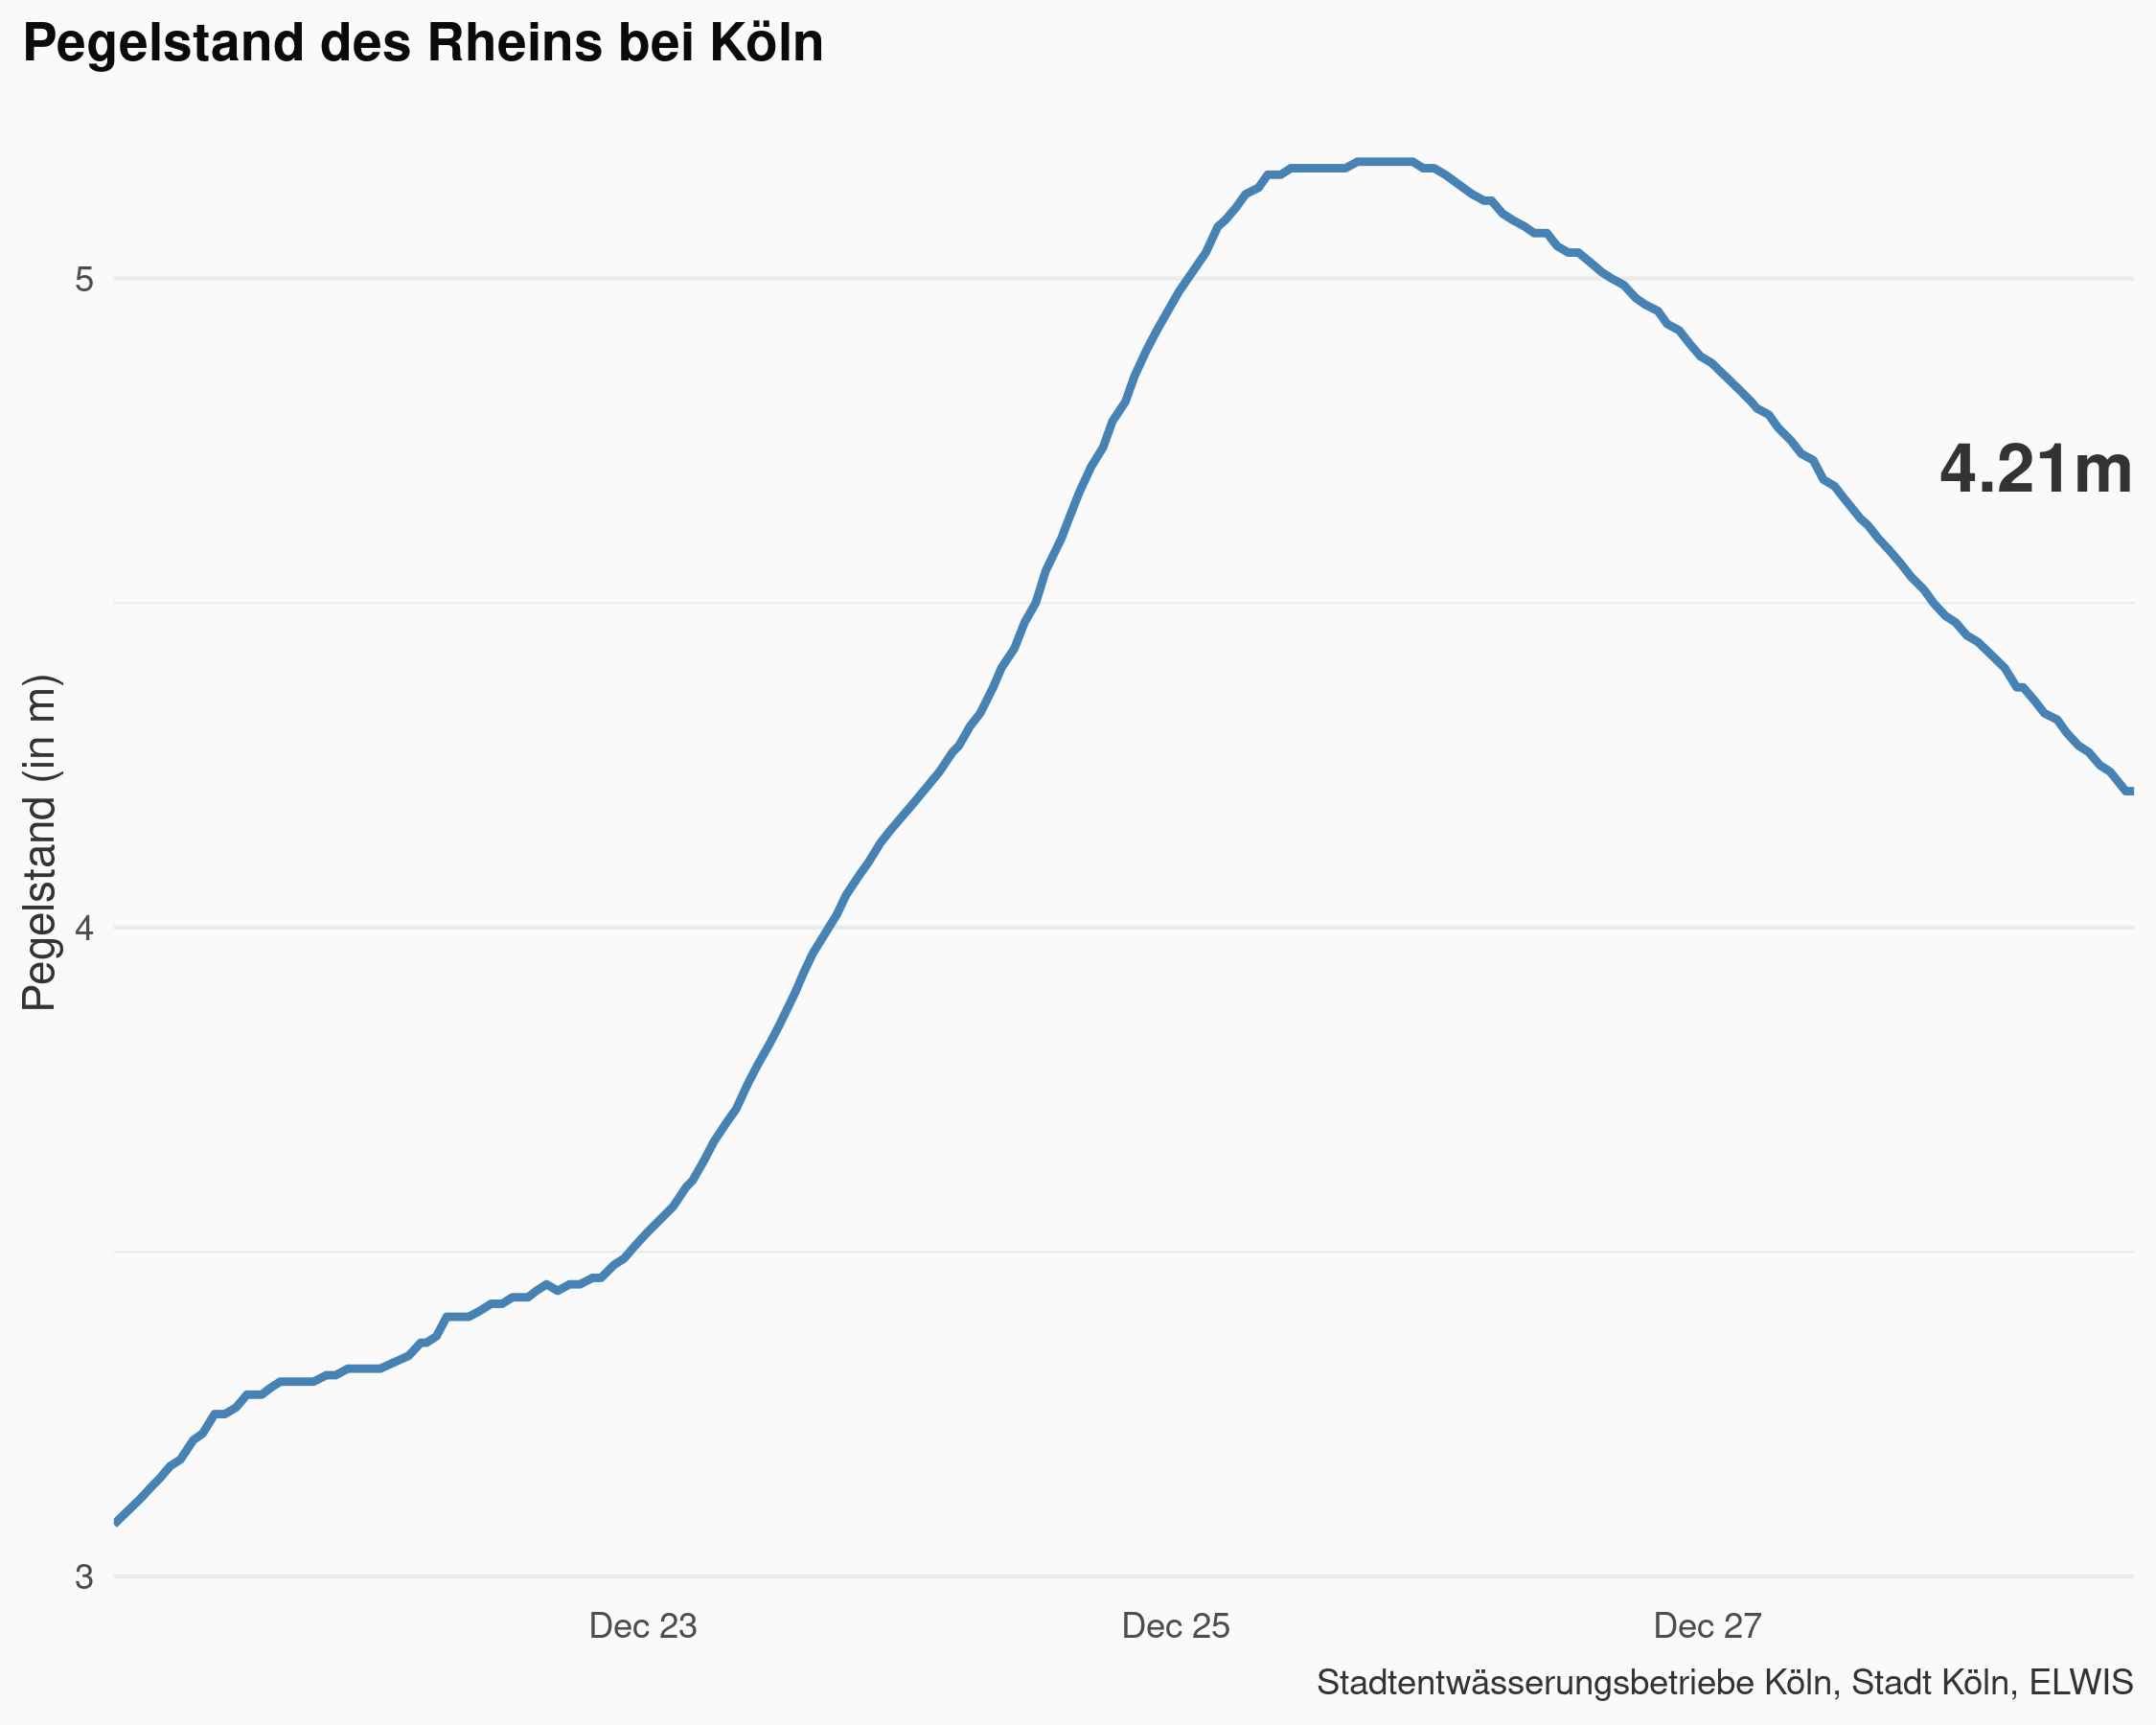 Pegelstand des Rheins bei Köln
5
4.21m
Pegelstand (in m)
4
3
Dec 23
Dec 25
Dec 27
Stadtentwässerungsbetriebe Köln, Stadt Köln, ELWIS